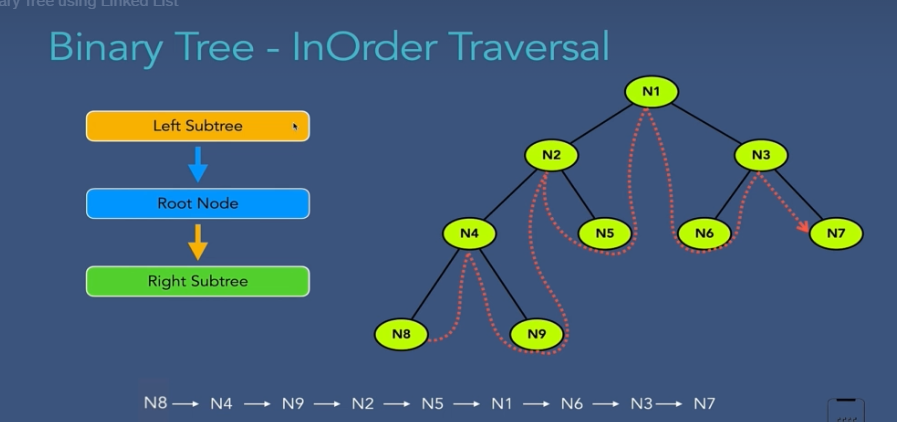 ary Tree using Linked List
Binary Tree - InOrder Traversal
Left Subtree
Root Node
Right Subtree
N1
N2
N3
N4
N5
N6
N7
N8
N9
N8 → N4 → N9 → N2 → N5 → N1 → N6 → N3 → N7